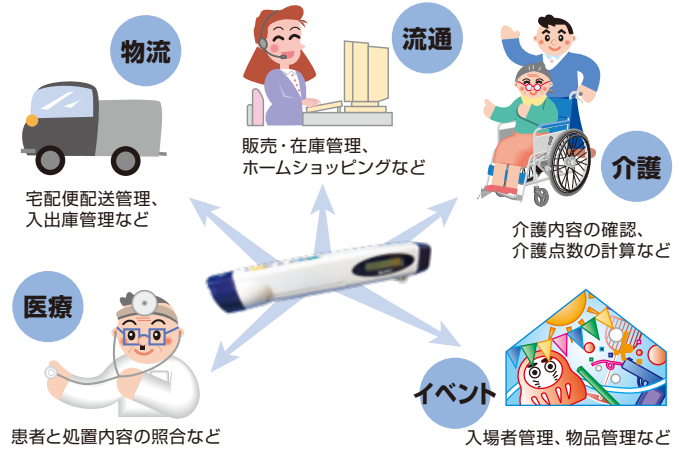 物流
宅配便配送管理、
入出庫管理など
流通
販売・在庫管理、
ホームショッピングなど
介護
介護内容の確認、
介護点数の計算など
医療
患者と処置内容の照合など
イベント
入場者管理、物品管理など